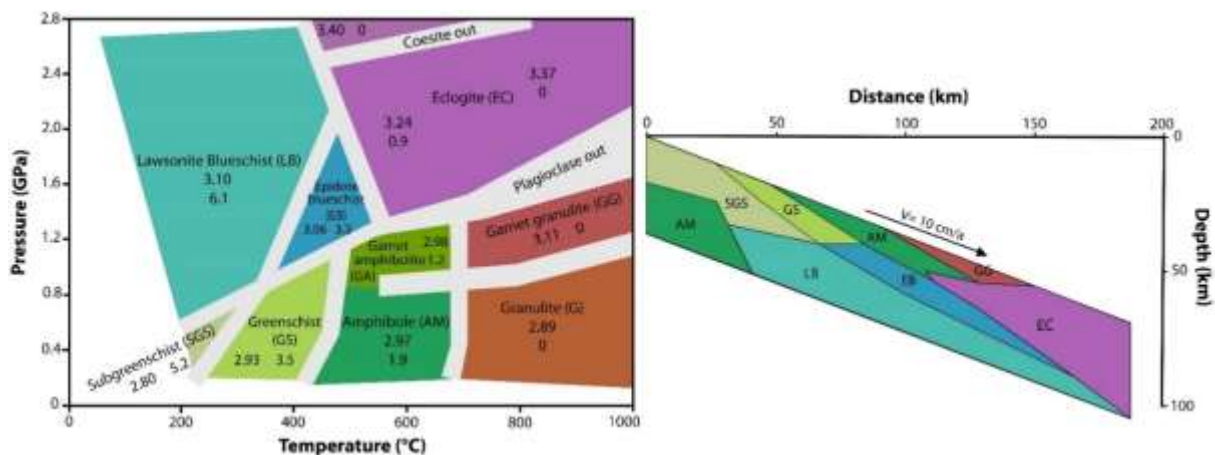 2.8
2.4
2.0
1.6
1.2
0.8
0.4
0
Pressure (GPa)
3.40 0
Coesite out
3.37
0
Eclogite (EC)
3.24
0.9
Lawsonite Blueschist (LB)
3.10
6.1
Epidote
Blueschist
3.06 3.3
Plagioclase out
Garnet granulite (GG)
3.11 0
2.98
Garnet
amphibolite 1.2
(GA)
Greenschist
(GS)
2.93 3.5
Amphibole (AM)
2.97
1.9
Granulite (G)
2.89
0
Subgreenschist (SGS)
2.80 5.2
0 200 400 600 800 1000
Temperature (°C)
Distance (km)
0 50 100 150 200
0
50
100
Depth (km)
SGS
GS
AM
AM
V= 10 cm/a
GG
LB
EB
EC